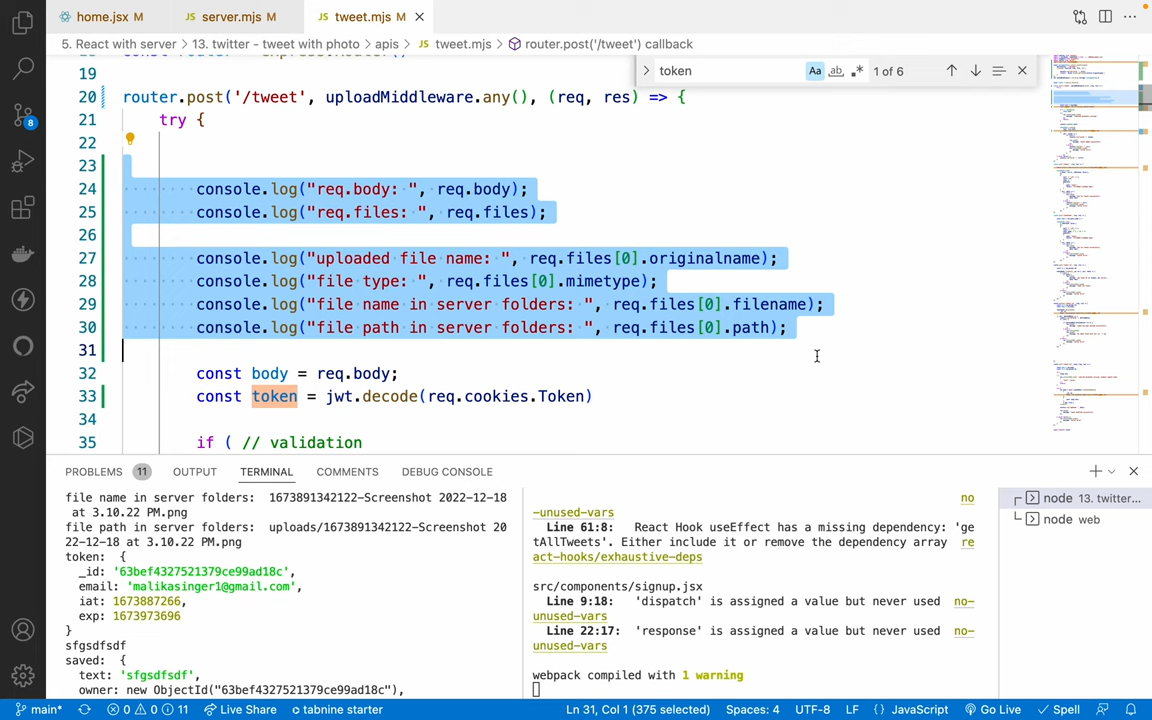 home.jsx M
JS server.mjs M
JS tweet.mjs M
5. React with server > 13. twitter - tweet with photo > apis > JS tweet.mjs > router.post('/tweet') callback
token
Aa
ab
1 of 6
19
20 router.post('/tweet', uploadMiddleware.any(), (req, res) => {
21 try {
22
23
24 console.log("req.body: ", req.body);
25 console.log("req.files: ", req.files);
26
27 console.log("uploaded file name: ", req.files[0].originalname);
28 console.log("file type: ", req.files[0].mimetype);
29 console.log("file name in server folders: ", req.files[0].filename);
30 console.log("file path in server folders: ", req.files[0].path);
31
32 const body = req.body;
33 const token = jwt.decode(req.cookies.Token)
34
35 if ( // validation
8
PROBLEMS 11 OUTPUT TERMINAL COMMENTS DEBUG CONSOLE
file name in server folders:  1673891342122-Screenshot 2022-12-18
 at 3.10.22 PM.png
file path in server folders:  uploads/1673891342122-Screenshot 20
22-12-18 at 3.10.22 PM.png
token:  {
_id: '63bef4327521379ce99ad18c',
email: 'malikasinger1@gmail.com',
iat: 1673887266,
exp: 1673973696
}
sfgsdfsdf
saved:  {
text: 'sfgsdfsdf',
owner: new ObjectId("63bef4327521379ce99ad18c"),
no
-unused-vars
Line 61:8:  React Hook useEffect has a missing dependency: 'ge
tAllTweets'. Either include it or remove the dependency array  re
act-hooks/exhaustive-deps
src/components/signup.jsx
Line 9:18:  'dispatch' is assigned a value but never used  no-
unused-vars
Line 22:17:  'response' is assigned a value but never used  no-
unused-vars
webpack compiled with 1 warning
node 13. twitter...
node web
main* 0 0 11 Live Share tabnine starter Ln 31, Col 1 (375 selected) Spaces: 4 UTF-8 LF {} JavaScript Go Live Spell